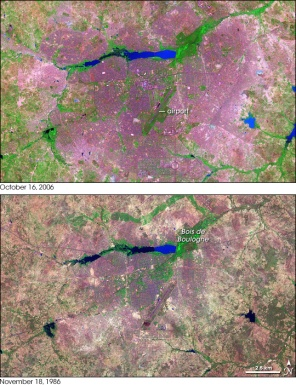 airport
October 16, 2006
Bois de
Boulogne
2.5 km
N
November 18, 1986